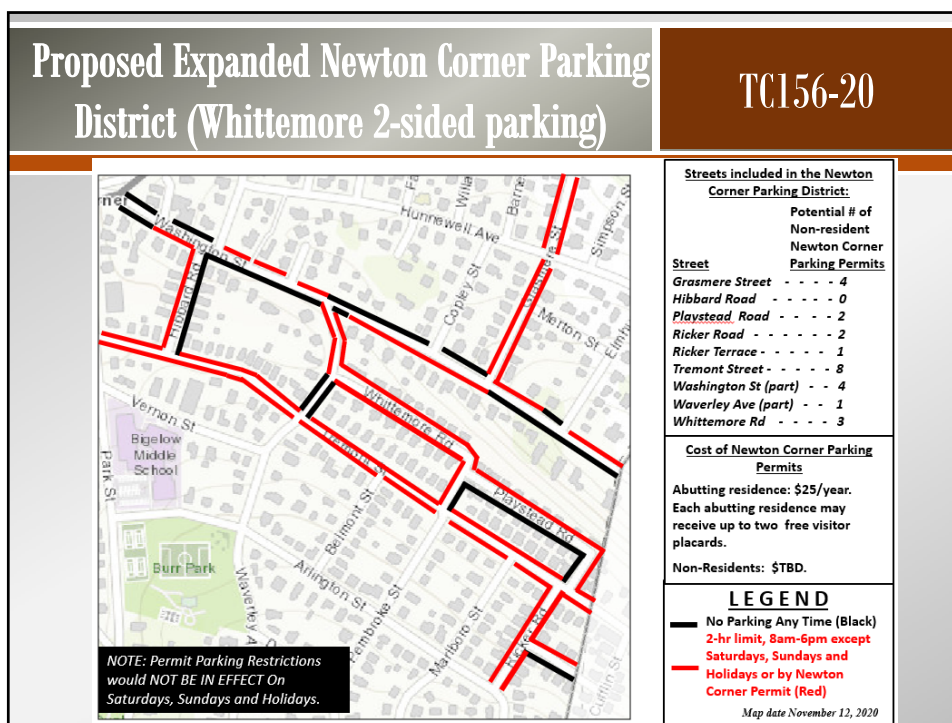 Proposed Expanded Newton Corner Parking
District (Whittemore 2-sided parking)
TC156-20
Streets included in the Newton
Corner Parking District:
Potential # of
Non-resident
Newton Corner
Street Parking Permits
Grasmere Street - - - - 4
Hibbard Road - - - - - 0
Playstead Road - - - - 2
Ricker Road - - - - - - 2
Ricker Terrace - - - - - 1
Tremont Street - - - - - 8
Washington St (part) - - 4
Waverley Ave (part) - - 1
Whittemore Rd - - - - 3
Cost of Newton Corner Parking
Permits
Abutting residence: $25/year.
Each abutting residence may
receive up to two free visitor
placards.
Non-Residents: $TBD.
LEGEND
No Parking Any Time (Black)
2-hr limit, 8am-6pm except
Saturdays, Sundays and
Holidays or by Newton
Corner Permit (Red)
Map date November 12, 2020
Washington St
Hunnewell Ave
Barne
Simpson St
Grasmere St
Copley St
Merton St
Hibbard Rd
Vernon St
Bigelow
Middle
School
Park St
Whittemore Rd
Tremont St
Playstead Rd
Belmont St
Burr Park
Arlington St
Waverley A
Pembroke St
Marlboro St
Ricker Rd
NOTE: Permit Parking Restrictions
would NOT BE IN EFFECT On
Saturdays, Sundays and Holidays.